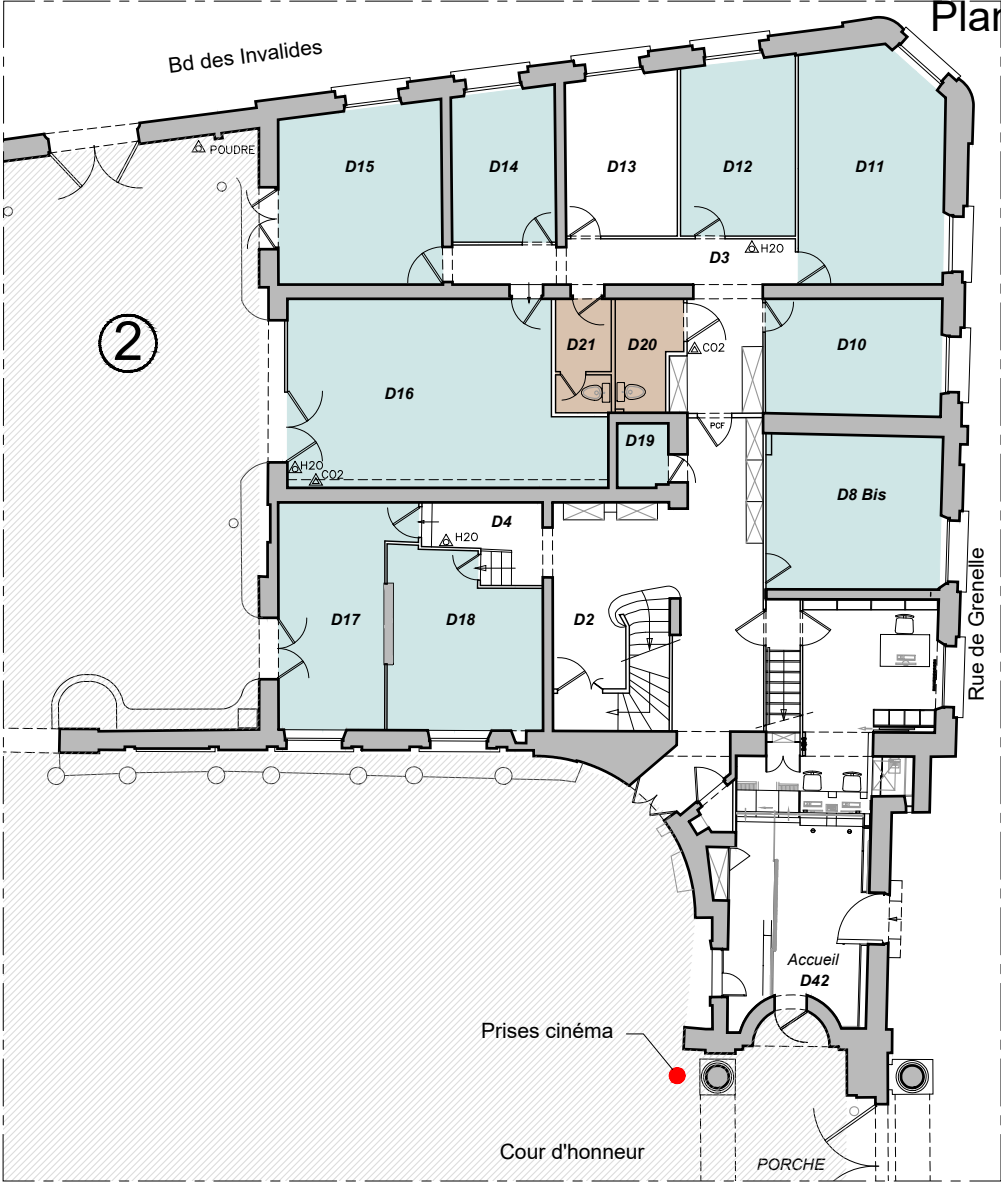 Plan
Bd des Invalides
POUDRE
D15
D14
D13
D12
D11
D3
H2O
2
D21
D20
CO2
D10
D16
PCF
D19
H2O
CO2
D8 Bis
D4
H2O
D17
D18
D2
Rue de Grenelle
Accueil
D42
Prises cinéma
Cour d'honneur
PORCHE